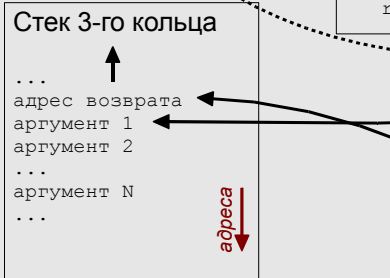 Стек 3-го кольца
...
адрес возврата
аргумент 1
аргумент 2
...
аргумент N
...
адреса
r